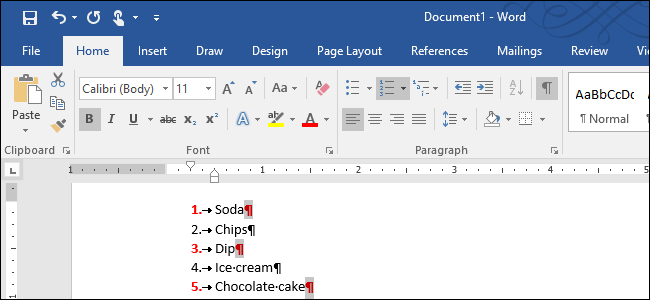 Document1 - Word
File Home Insert Draw Design Page Layout References Mailings Review
Calibri (Body) 11 A A Aa A
AaBbCcDc
Paste B I U abc X₂ X² A ab A ¶ Normal
Clipboard Font Paragraph
1 1 2 3 4 5
1.→Soda¶
2.→Chips¶
3.→Dip¶
4.→Ice·cream¶
5.→Chocolate·cake¶